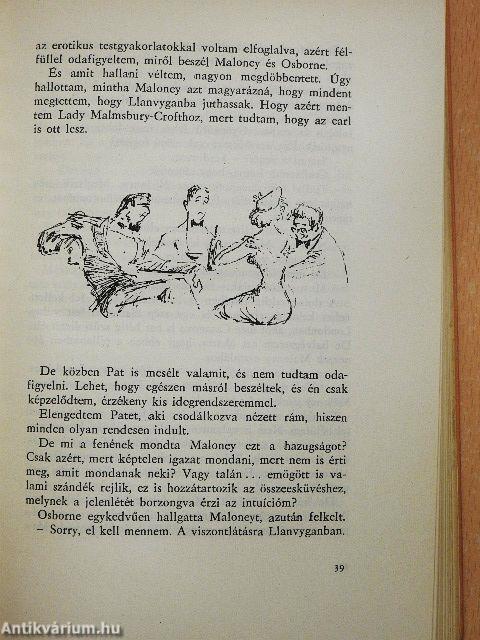 az erotikus testgyakorlatokkal voltam elfoglalva, azért fél-
füllel odafigyeltem, miről beszél Maloney és Osborne.
És amit hallani véltem, nagyon megdöbbentett. Úgy
hallottam, mintha Maloney azt magyarázná, hogy mindent
megtettem, hogy Llanvyganba juthassak. Hogy azért men-
tem Lady Malmsbury-Crofthoz, mert tudtam, hogy az earl
is ott lesz.
De közben Pat is mesélt valamit, és nem tudtam oda-
figyelni. Lehet, hogy egészen másról beszéltek, és én csak
képzelődtem, érzékeny kis idegrendszeremmel.
Elengedtem Patet, aki csodálkozva nézett rám, hiszen
minden olyan rendesen indult.
De mi a fenének mondta Maloney ezt a hazugságot?
Csak azért, mert képtelen igazat mondani, mert nem is érti
meg, amit mondanak neki? Vagy talán... emögött is va-
lami szándék rejlik, ez is hozzátartozik az összeesküvéshez,
melynek a jelenlétét borzongva érzi az intuícióm?
Osborne egykedvűen hallgatta Maloneyt, azután felkelt.
– Sorry, el kell mennem. A viszontlátásra Llanvyganban.
39
Antikvárium.hu